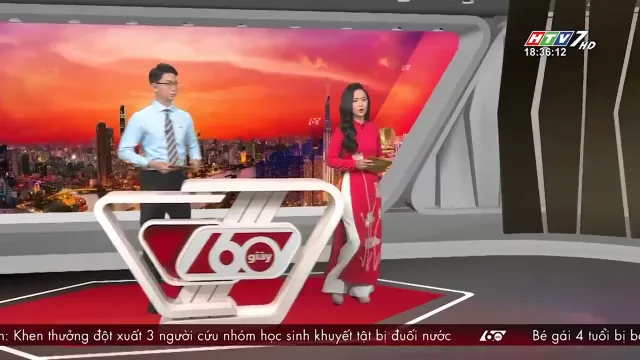 HTV7 HD
18:36:12
60 giây
n: Khen thưởng đột xuất 3 người cứu nhóm học sinh khuyết tật bị đuối nước 60 Bé gái 4 tuổi bị b